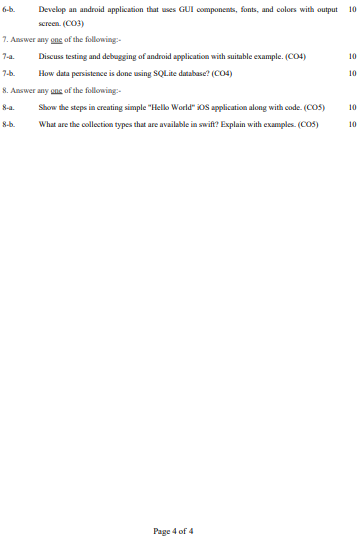 6-b. Develop an android application that uses GUI components, fonts, and colors with output 10
screen. (CO3)
7. Answer any one of the following:-
7-a. Discuss testing and debugging of android application with suitable example. (CO4) 10
7-b. How data persistence is done using SQLite database? (CO4) 10
8. Answer any one of the following:-
8-a. Show the steps in creating simple "Hello World" iOS application along with code. (CO5) 10
8-b. What are the collection types that are available in swift? Explain with examples. (CO5) 10
Page 4 of 4